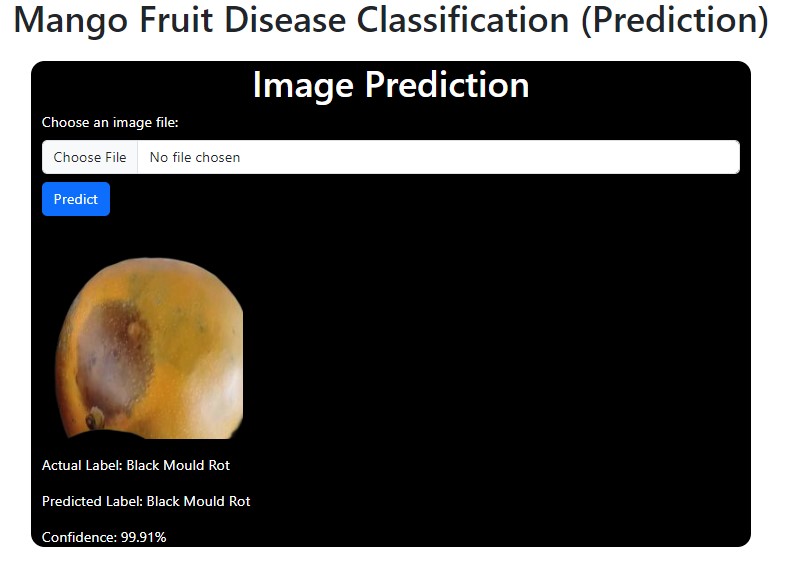 Mango Fruit Disease Classification (Prediction)
Image Prediction
Choose an image file:
Choose File No file chosen
Predict
Actual Label: Black Mould Rot
Predicted Label: Black Mould Rot
Confidence: 99.91%